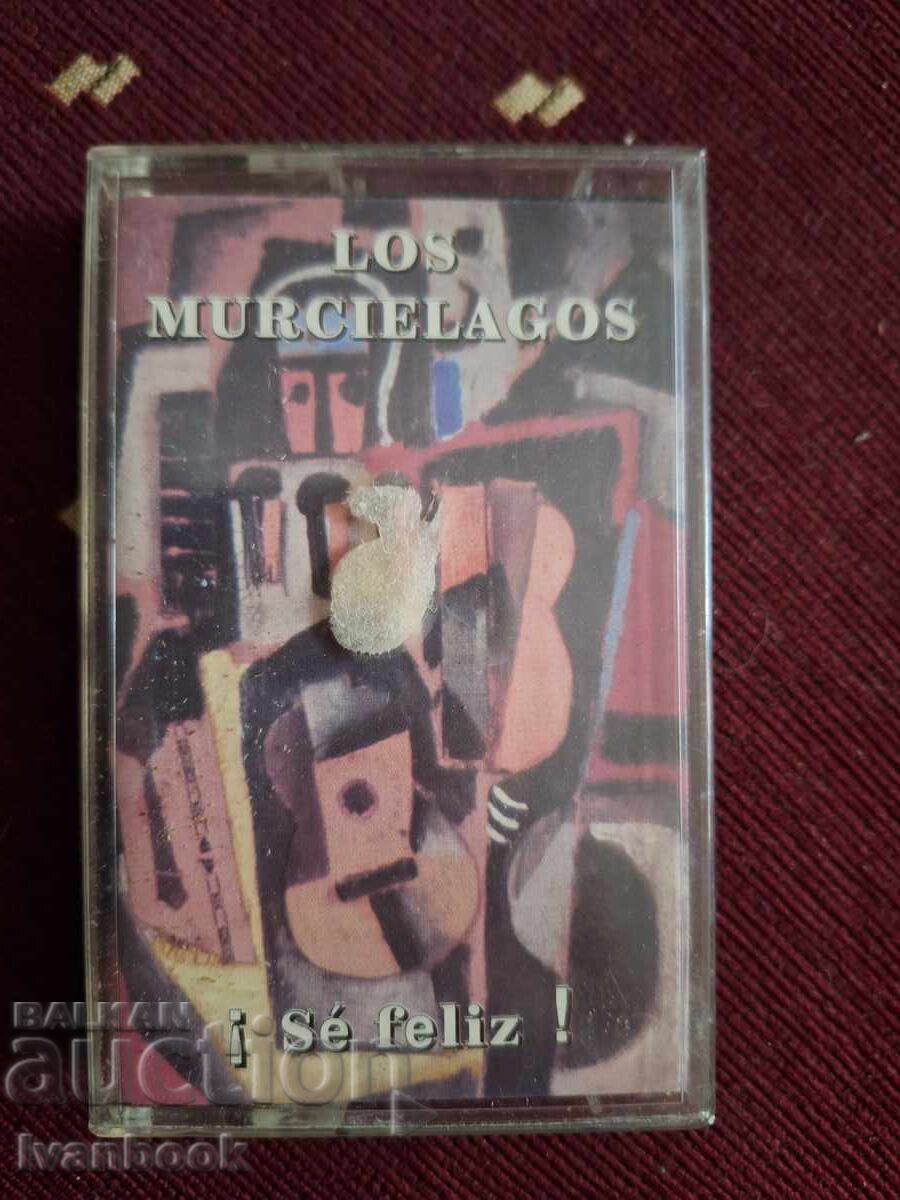 LOS
MURCIELAGOS
¡ Sé feliz !
BALKAN
auction
Ivanbook